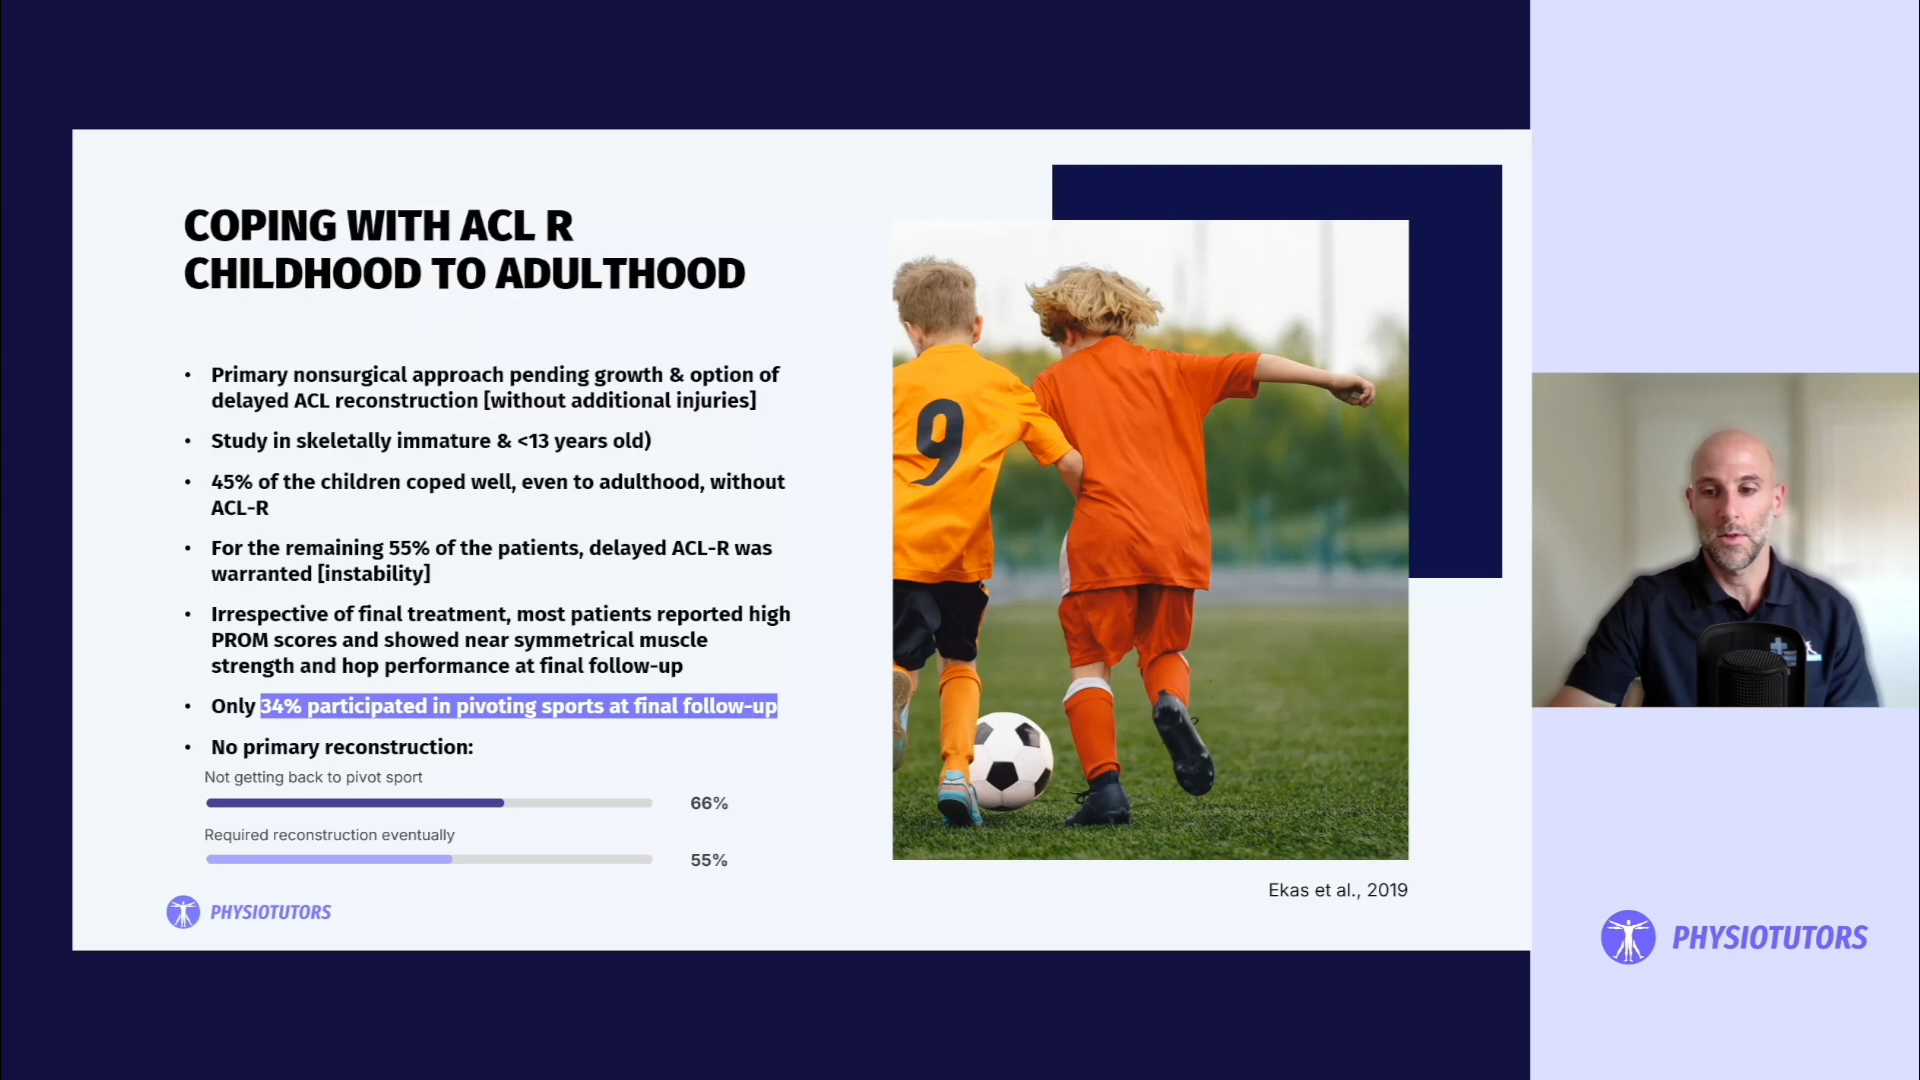 COPING WITH ACL R
CHILDHOOD TO ADULTHOOD
• Primary nonsurgical approach pending growth & option of
delayed ACL reconstruction [without additional injuries]
• Study in skeletally immature & <13 years old)
• 45% of the children coped well, even to adulthood, without
ACL-R
• For the remaining 55% of the patients, delayed ACL-R was
warranted [instability]
• Irrespective of final treatment, most patients reported high
PROM scores and showed near symmetrical muscle
strength and hop performance at final follow-up
• Only 34% participated in pivoting sports at final follow-up
• No primary reconstruction:
Not getting back to pivot sport
66%
Required reconstruction eventually
55%
PHYSIOTUTORS
9
Ekas et al., 2019
PHYSIOTUTORS